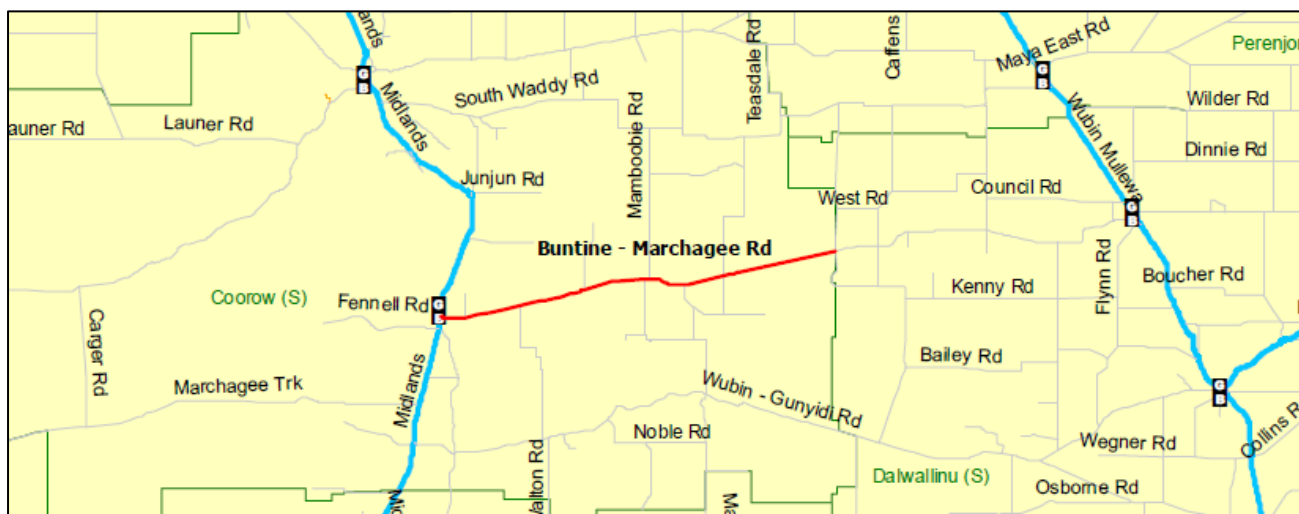 Midlands
Maya East Rd
Perenjor
Teasdale Rd
Caffens
South Waddy Rd
Wilder Rd
Launer Rd
Launer Rd
Midlands
Mamboobie Rd
Wubin Mullewa
Dinnie Rd
Junjun Rd
West Rd
Council Rd
Buntine - Marchagee Rd
Flynn Rd
Boucher Rd
Coorow (S)
Fennell Rd
Kenny Rd
Carger Rd
Bailey Rd
Marchagee Trk
Midlands
Wubin - Gunyidi Rd
Noble Rd
Walton Rd
Wegner Rd
Collins R
Dalwallinu (S)
Osborne Rd